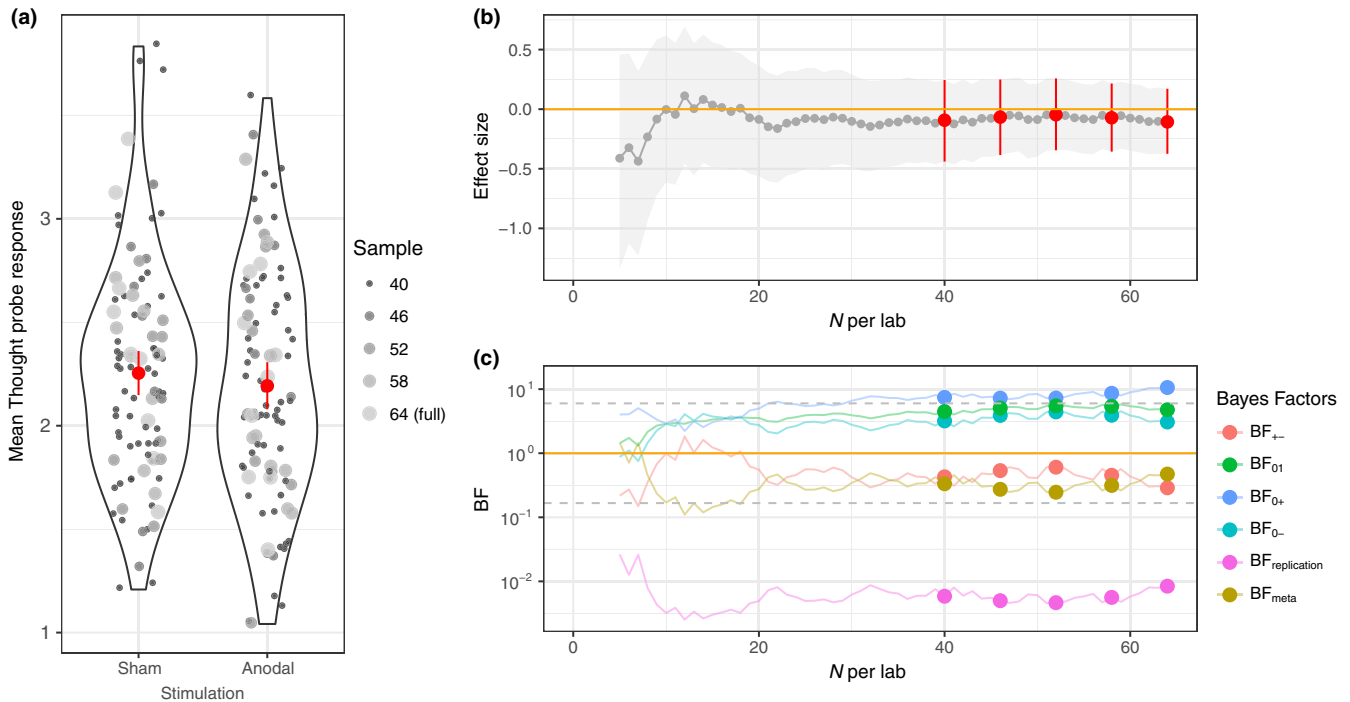 (a)
Mean Thought probe response
3
2
1
Sham
Anodal
Stimulation
Sample
40
46
52
58
64 (full)
(b)
Effect size
0.5
0.0
−0.5
−1.0
0
20
40
60
N per lab
(c)
BF
10¹
10⁰
10⁻¹
10⁻²
0
20
40
60
N per lab
Bayes Factors
BF₊₋
BF₀₁
BF₀₊
BF₀₋
BFreplication
BFmeta